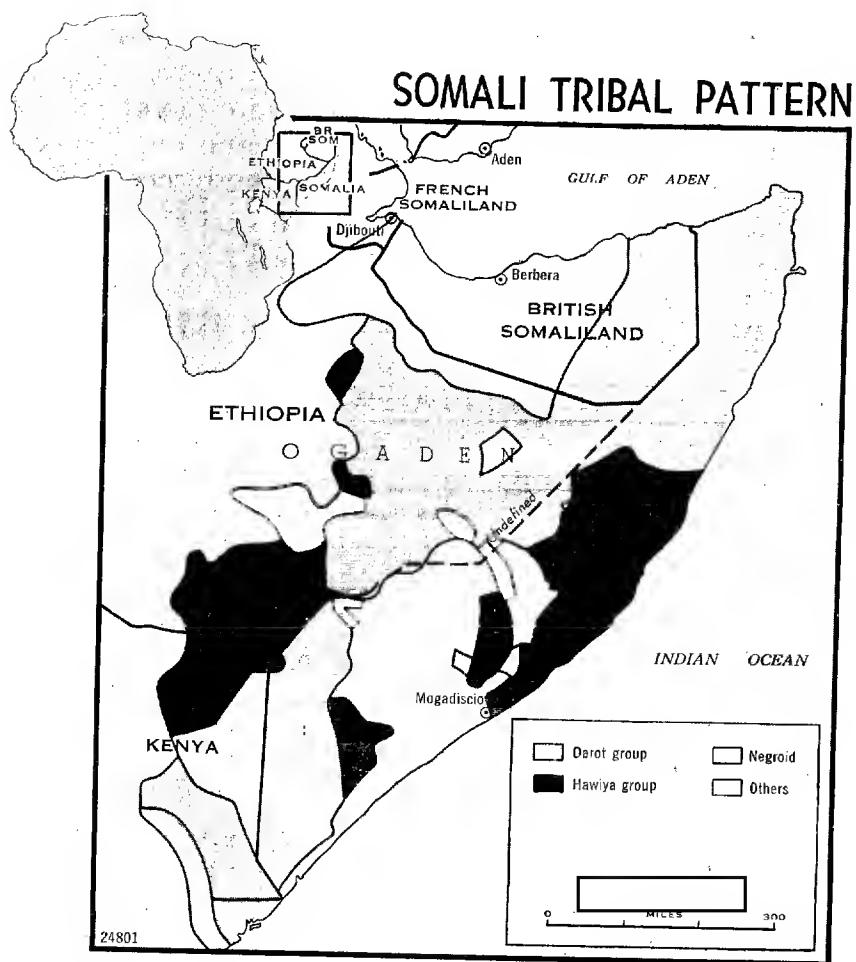 SOMALI TRIBAL PATTERN
BR
SOM
ETHIOPIA
KENYA
SOMALIA
Aden
GULF OF ADEN
FRENCH
SOMALILAND
Djibouti
Berbera
BRITISH
SOMALILAND
ETHIOPIA
OGADEN
Undefined
INDIAN OCEAN
Mogadiscio
KENYA
Darot group
Negroid
Hawiya group
Others
0 MILES 300
24801